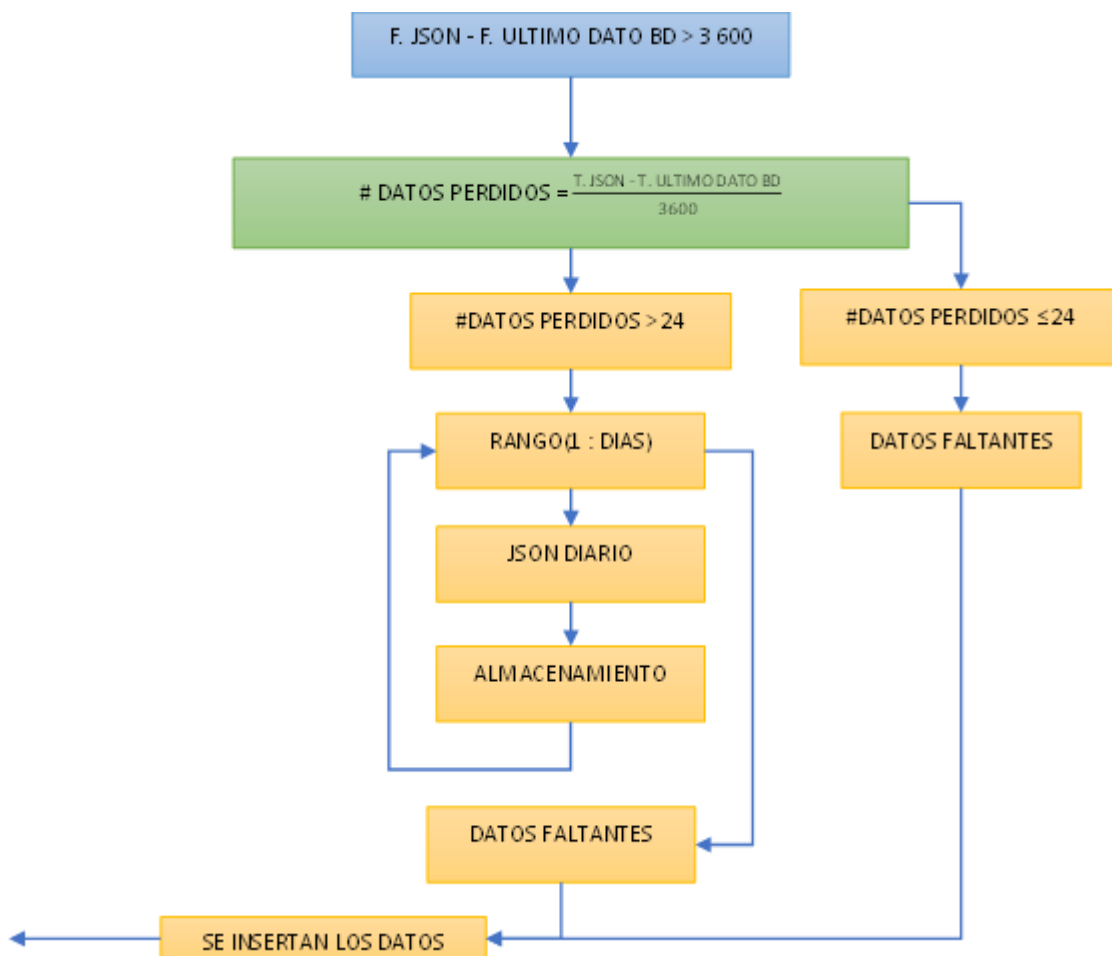 F. JSON - F. ULTIMO DATO BD > 3 600
# DATOS PERDIDOS = T. JSON - T. ULTIMO DATO BD / 3600
#DATOS PERDIDOS > 24
#DATOS PERDIDOS ≤ 24
RANGO(1 : DIAS)
DATOS FALTANTES
JSON DIARIO
ALMACENAMIENTO
DATOS FALTANTES
SE INSERTAN LOS DATOS